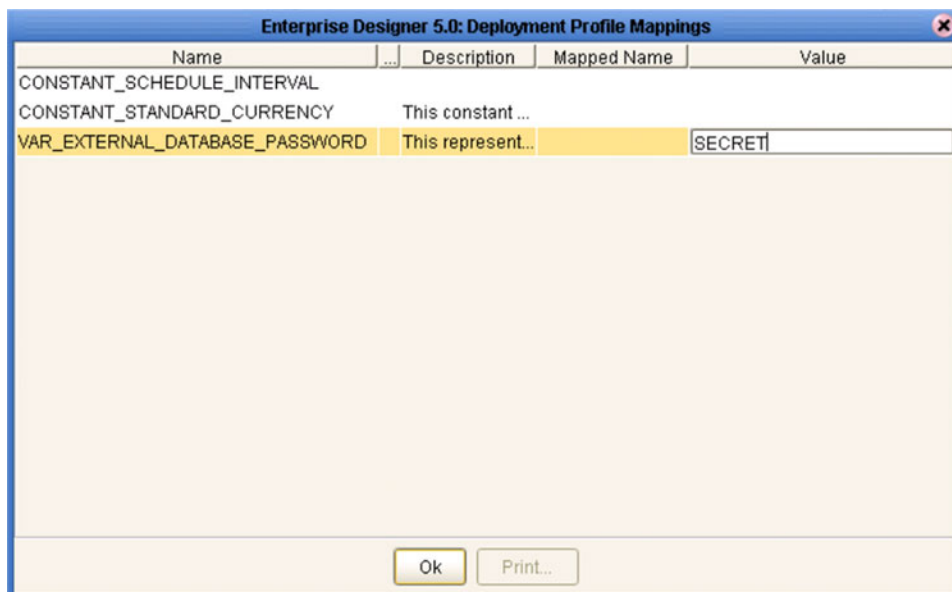 Enterprise Designer 5.0: Deployment Profile Mappings
Name ... Description Mapped Name Value
CONSTANT_SCHEDULE_INTERVAL
CONSTANT_STANDARD_CURRENCY This constant ...
VAR_EXTERNAL_DATABASE_PASSWORD This represent... SECRET
Ok Print...